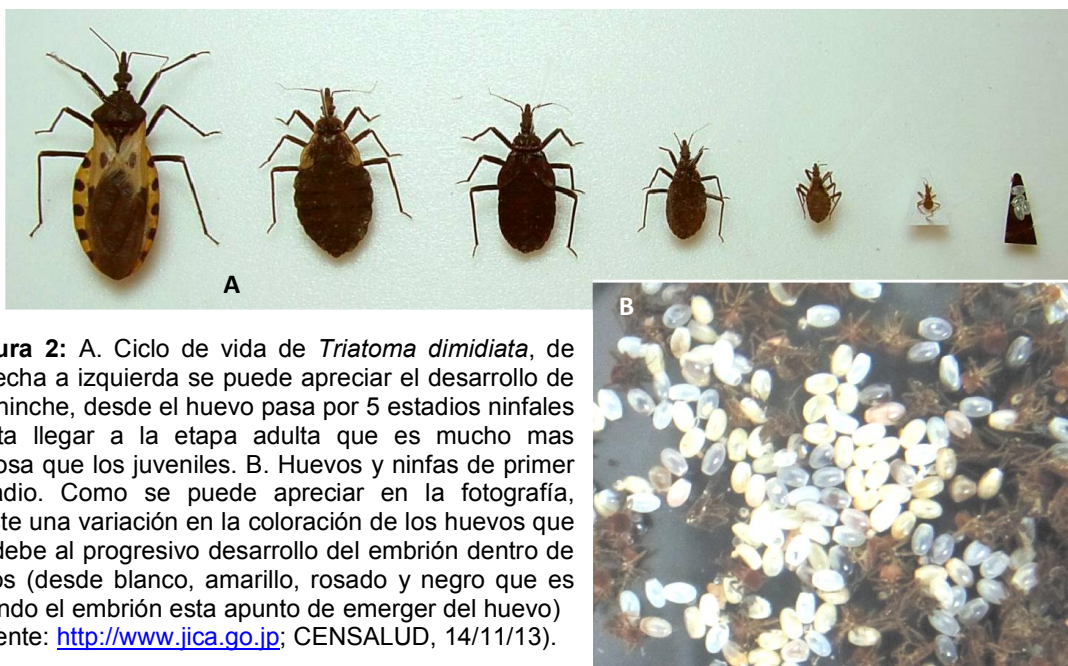 A
B
ura 2: A. Ciclo de vida de Triatoma dimidiata, de
echa a izquierda se puede apreciar el desarrollo de
hinche, desde el huevo pasa por 5 estadios ninfales
ta llegar a la etapa adulta que es mucho mas
osa que los juveniles. B. Huevos y ninfas de primer
adio. Como se puede apreciar en la fotografía,
te una variación en la coloración de los huevos que
debe al progresivo desarrollo del embrión dentro de
os (desde blanco, amarillo, rosado y negro que es
ndo el embrión esta apunto de emerger del huevo)
ente: http://www.jica.go.jp; CENSALUD, 14/11/13).